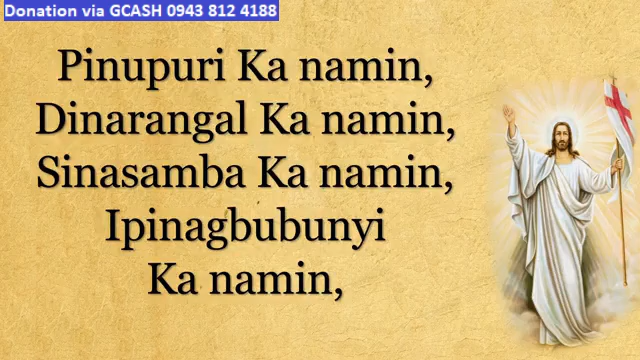 Donation via GCASH 0943 812 4188
Pinupuri Ka namin,
Dinarangal Ka namin,
Sinasamba Ka namin,
Ipinagbubunyi
Ka namin,